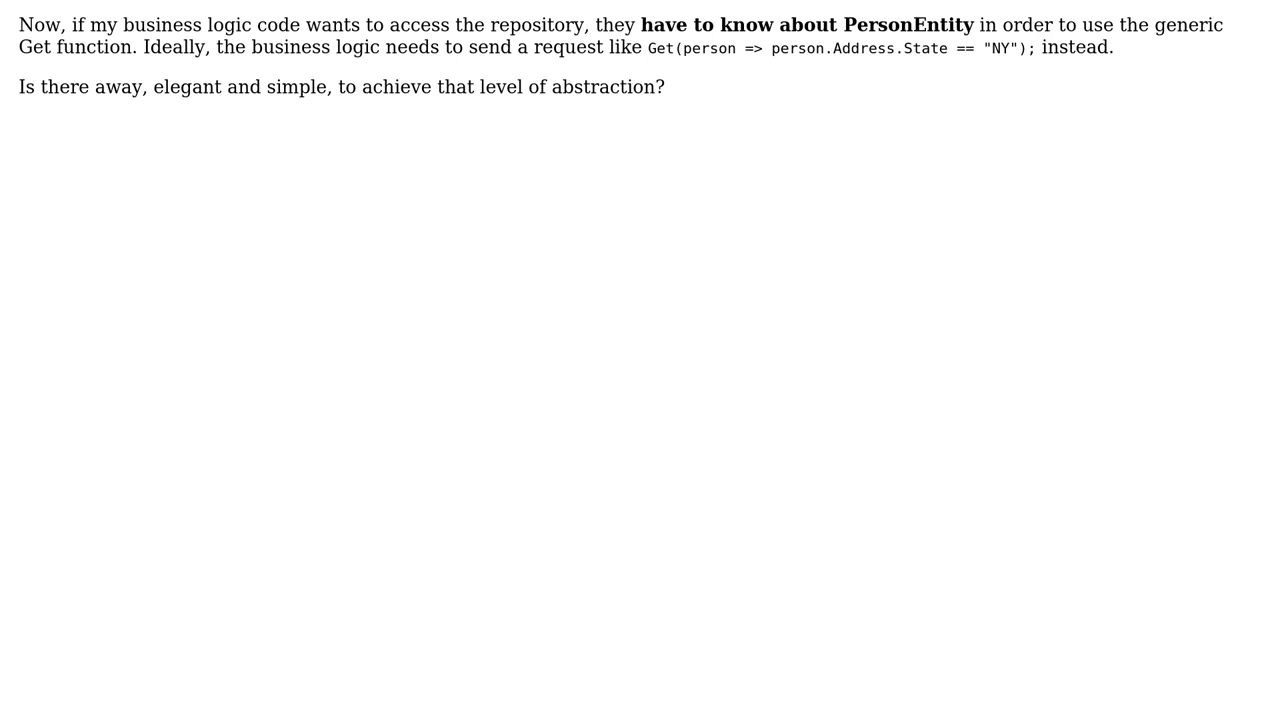 Now, if my business logic code wants to access the repository, they have to know about PersonEntity in order to use the generic
Get function. Ideally, the business logic needs to send a request like Get(person => person.Address.State == "NY"); instead.
Is there away, elegant and simple, to achieve that level of abstraction?